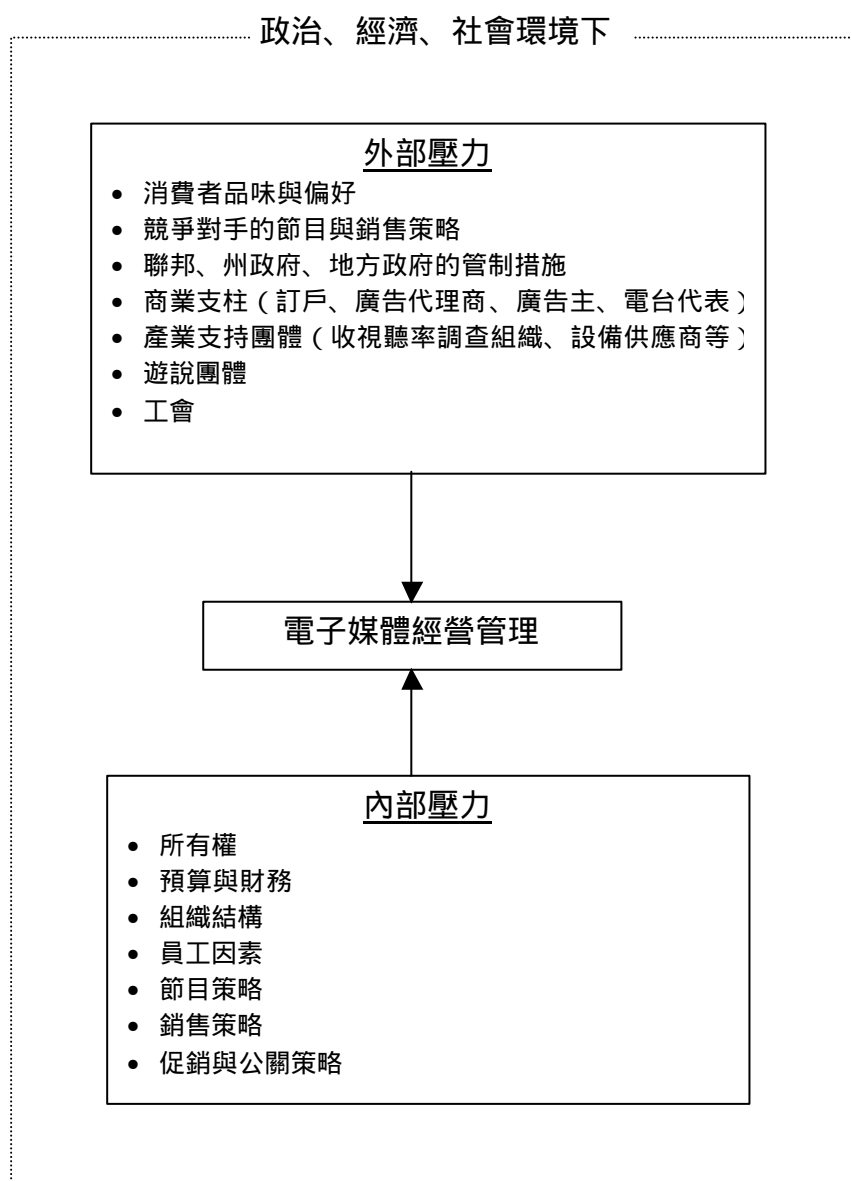 政治、經濟、社會環境下
外部壓力
• 消費者品味與偏好
• 競爭對手的節目與銷售策略
• 聯邦、州政府、地方政府的管制措施
• 商業支柱（訂戶、廣告代理商、廣告主、電台代表）
• 產業支持團體（收視聽率調查組織、設備供應商等）
• 遊說團體
• 工會
電子媒體經營管理
內部壓力
• 所有權
• 預算與財務
• 組織結構
• 員工因素
• 節目策略
• 銷售策略
• 促銷與公關策略